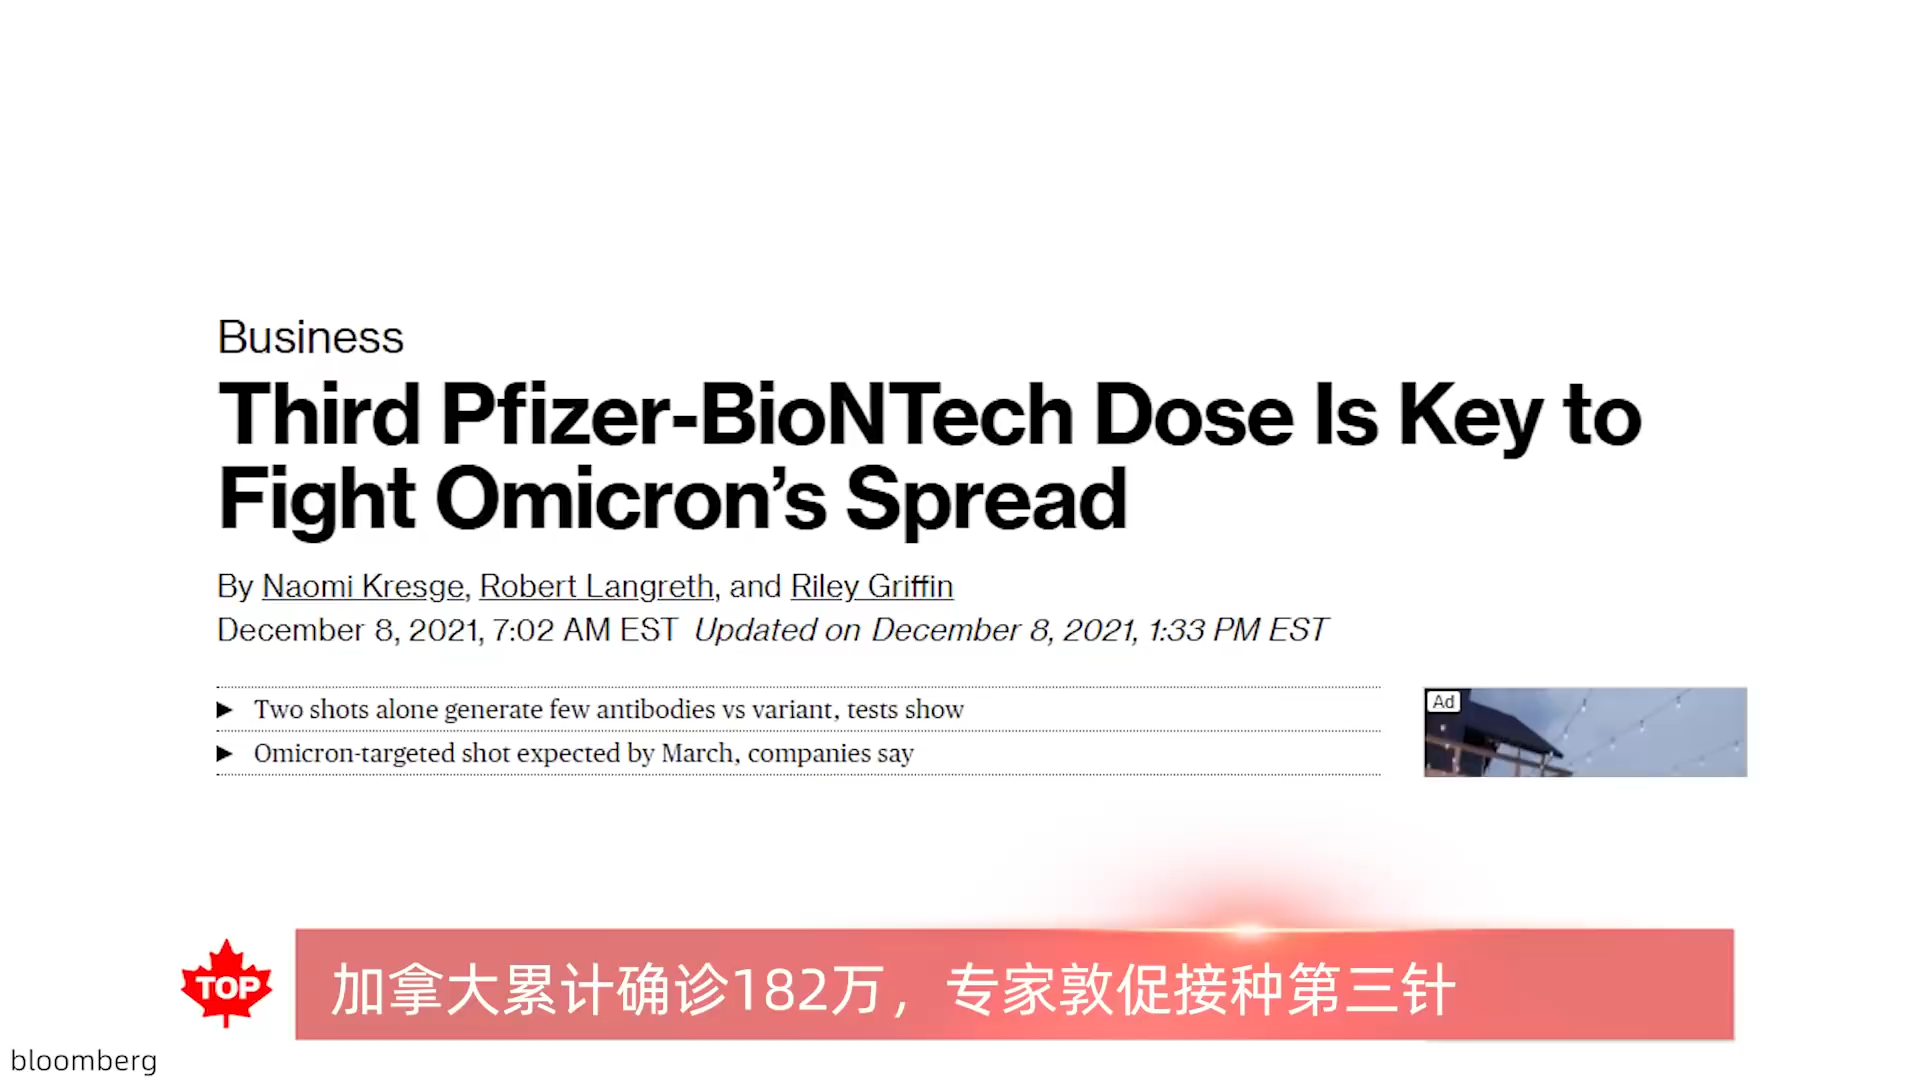 Business
Third Pfizer-BioNTech Dose Is Key to
Fight Omicron’s Spread
By Naomi Kresge, Robert Langreth, and Riley Griffin
December 8, 2021, 7:02 AM EST Updated on December 8, 2021, 1:33 PM EST
▶ Two shots alone generate few antibodies vs variant, tests show
▶ Omicron-targeted shot expected by March, companies say
Ad
TOP
加拿大累计确诊182万，专家敦促接种第三针
bloomberg